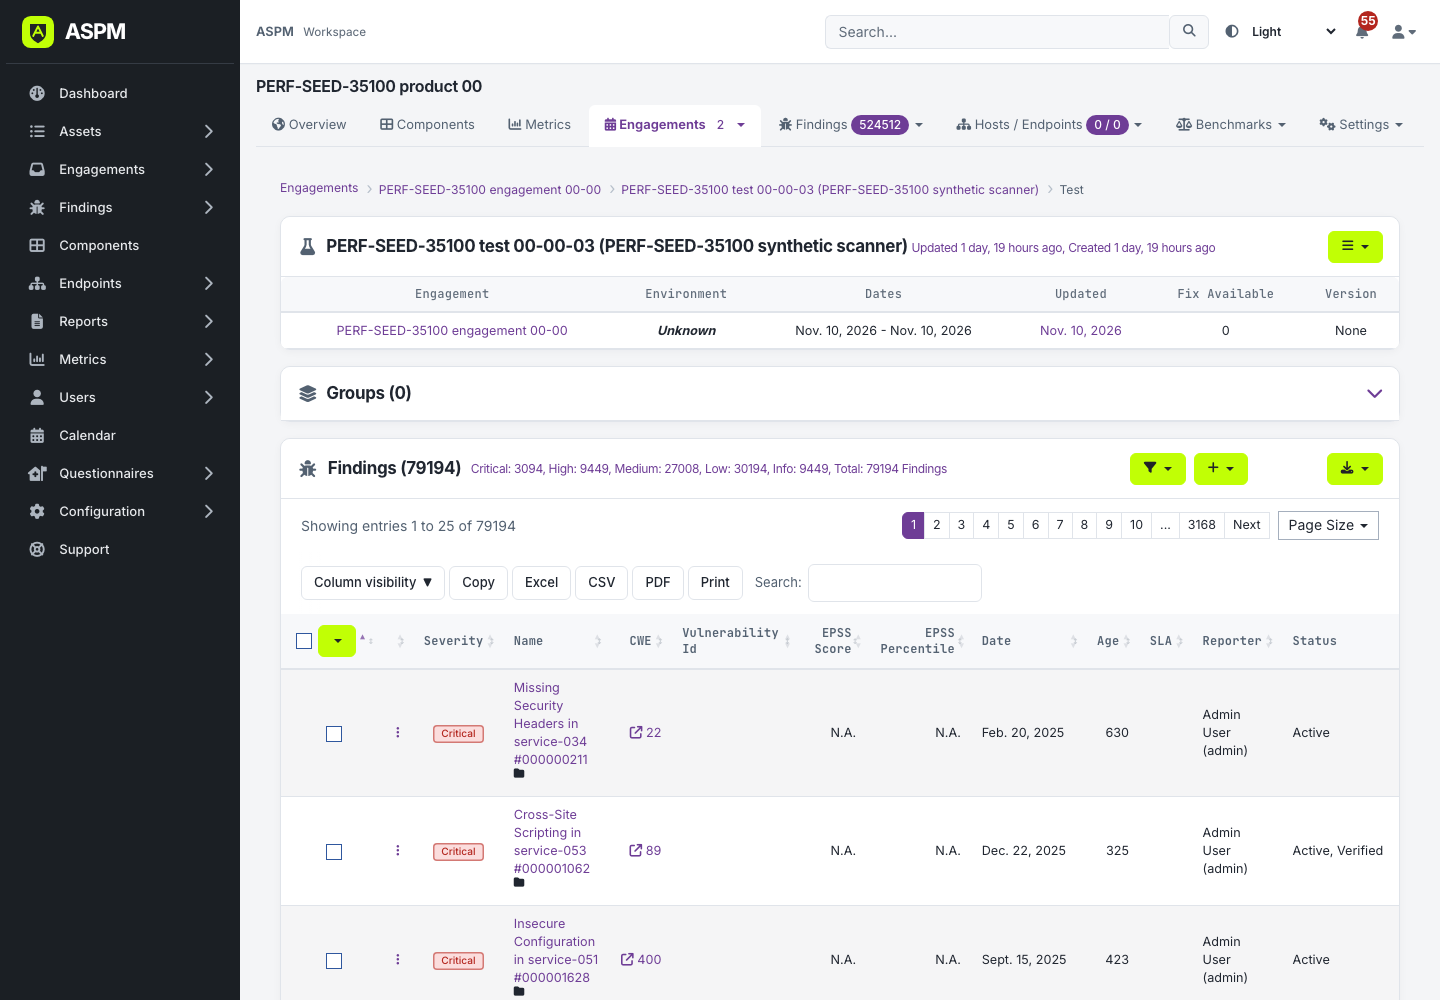 ASPM
ASPM Workspace
Search...
Light
55
Dashboard
Assets
Engagements
Findings
Components
Endpoints
Reports
Metrics
Users
Calendar
Questionnaires
Configuration
Support
PERF-SEED-35100 product 00
Overview Components Metrics Engagements 2 Findings 524512 Hosts / Endpoints 0 / 0 Benchmarks Settings
Engagements PERF-SEED-35100 engagement 00-00 PERF-SEED-35100 test 00-00-03 (PERF-SEED-35100 synthetic scanner) Test
PERF-SEED-35100 test 00-00-03 (PERF-SEED-35100 synthetic scanner) Updated 1 day, 19 hours ago, Created 1 day, 19 hours ago
Engagement Environment Dates Updated Fix Available Version
PERF-SEED-35100 engagement 00-00 Unknown Nov. 10, 2026 - Nov. 10, 2026 Nov. 10, 2026 0 None
Groups (0)
Findings (79194) Critical: 3094, High: 9449, Medium: 27008, Low: 30194, Info: 9449, Total: 79194 Findings
Showing entries 1 to 25 of 79194
1 2 3 4 5 6 7 8 9 10 ... 3168 Next Page Size
Column visibility ▼ Copy Excel CSV PDF Print Search:
Severity Name CWE Vulnerability Id EPSS Score EPSS Percentile Date Age SLA Reporter Status
Critical
Missing
Security
Headers in
service-034
#000000211
22 N.A. N.A. Feb. 20, 2025 630
Admin
User
(admin)
Active
Critical
Cross-Site
Scripting in
service-053
#000001062
89 N.A. N.A. Dec. 22, 2025 325
Admin
User
(admin)
Active, Verified
Critical
Insecure
Configuration
in service-051
#000001628
400 N.A. N.A. Sept. 15, 2025 423
Admin
User
(admin)
Active